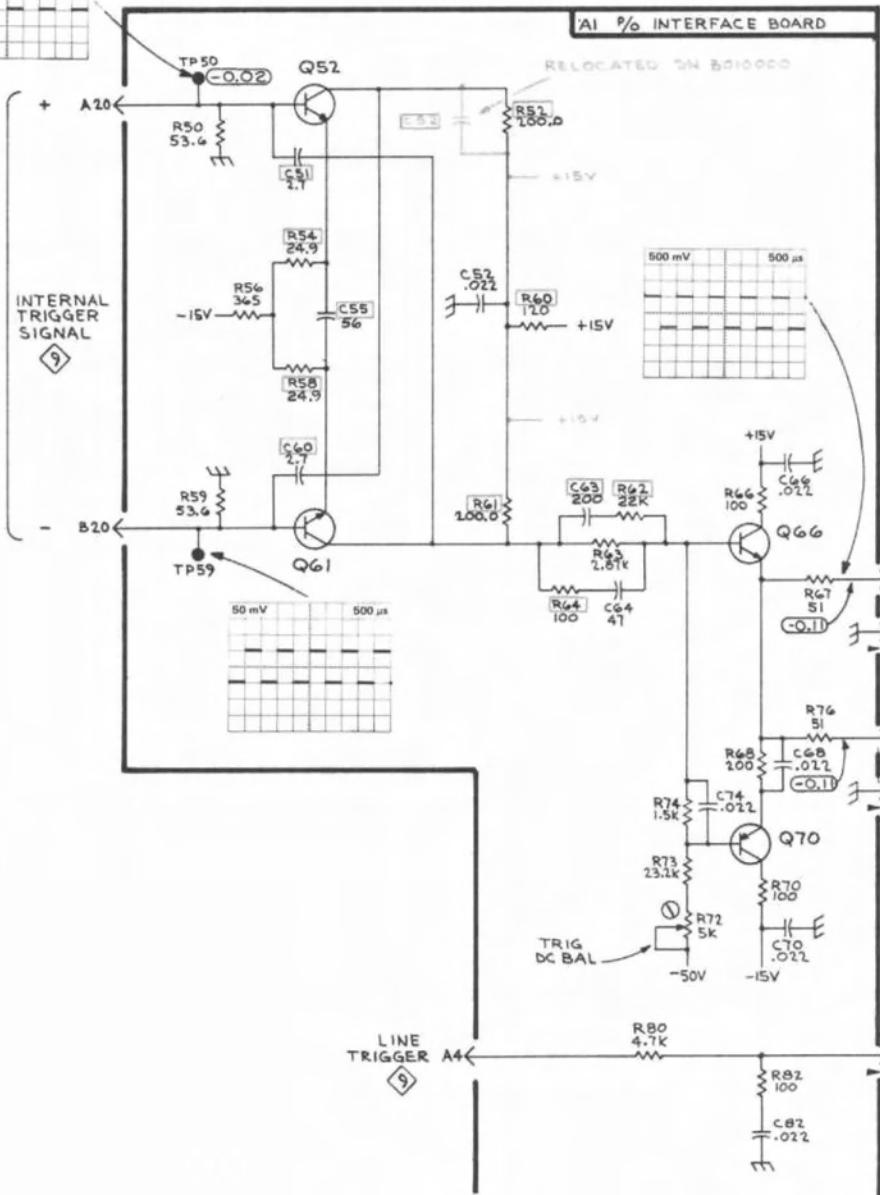 A1 P/O INTERFACE BOARD
TP50
-0.02
Q52
RELOCATED SN B010000
+ A20
R50
53.6
C52
R52
200.0
C51
2.7
+15V
R54
24.9
500 mV 500 µs
INTERNAL
TRIGGER
SIGNAL
9
R56
365
-15V
C55
56
C52
.022
R60
120
+15V
R58
24.9
+15V
+15V
C60
2.7
C66
.022
R59
53.6
R61
200.0
C63
200
R62
22K
R66
100
- B20
Q66
TP59
Q61
R63
2.87K
R67
51
50 mV 500 µs
R64
100
C64
47
-0.11
R76
51
R68
200
C68
.022
-0.11
R74
1.5K
C74
.022
Q70
R73
23.2K
R70
100
R72
5K
TRIG
DC BAL
C70
.022
-50V
-15V
LINE
TRIGGER A4
9
R80
4.7K
R82
100
C82
.022